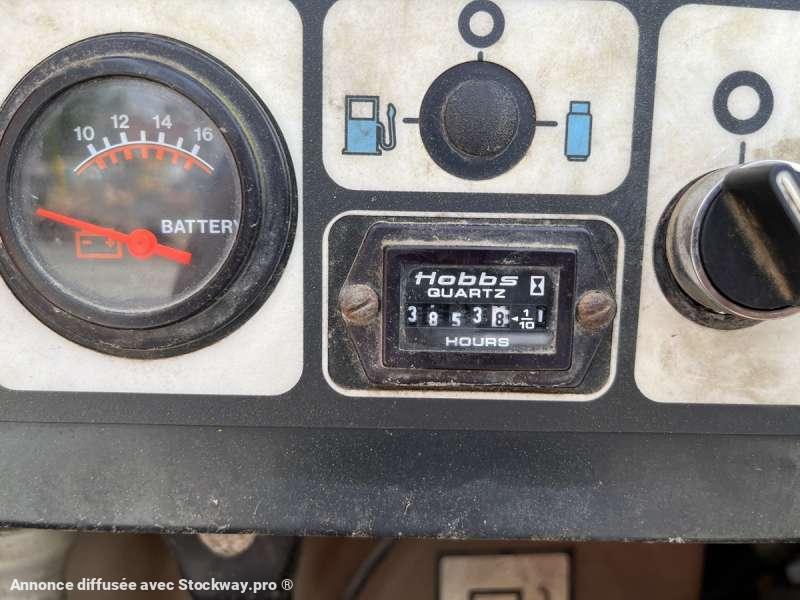 10 12 14 16
BATTERY
Hobbs
QUARTZ
3 8 5 3 8 1/10
HOURS
Annonce diffusée avec Stockway.pro ®